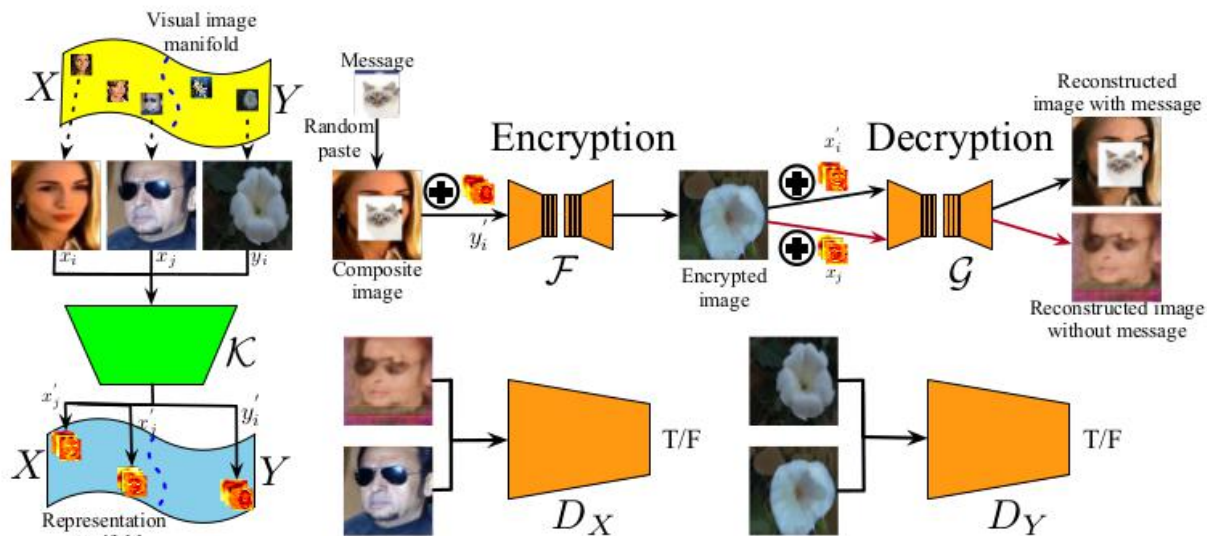 Visual image
manifold
X
Y
x_i
x_j
y_i
K
x'_j
x'_j
y'_i
X
Y
Representation
Message
Random
paste
Composite
image
y'_i
Encryption
F
Encrypted
image
x'_i
x_j
Decryption
G
Reconstructed
image with message
Reconstructed image
without message
T/F
D_X
T/F
D_Y